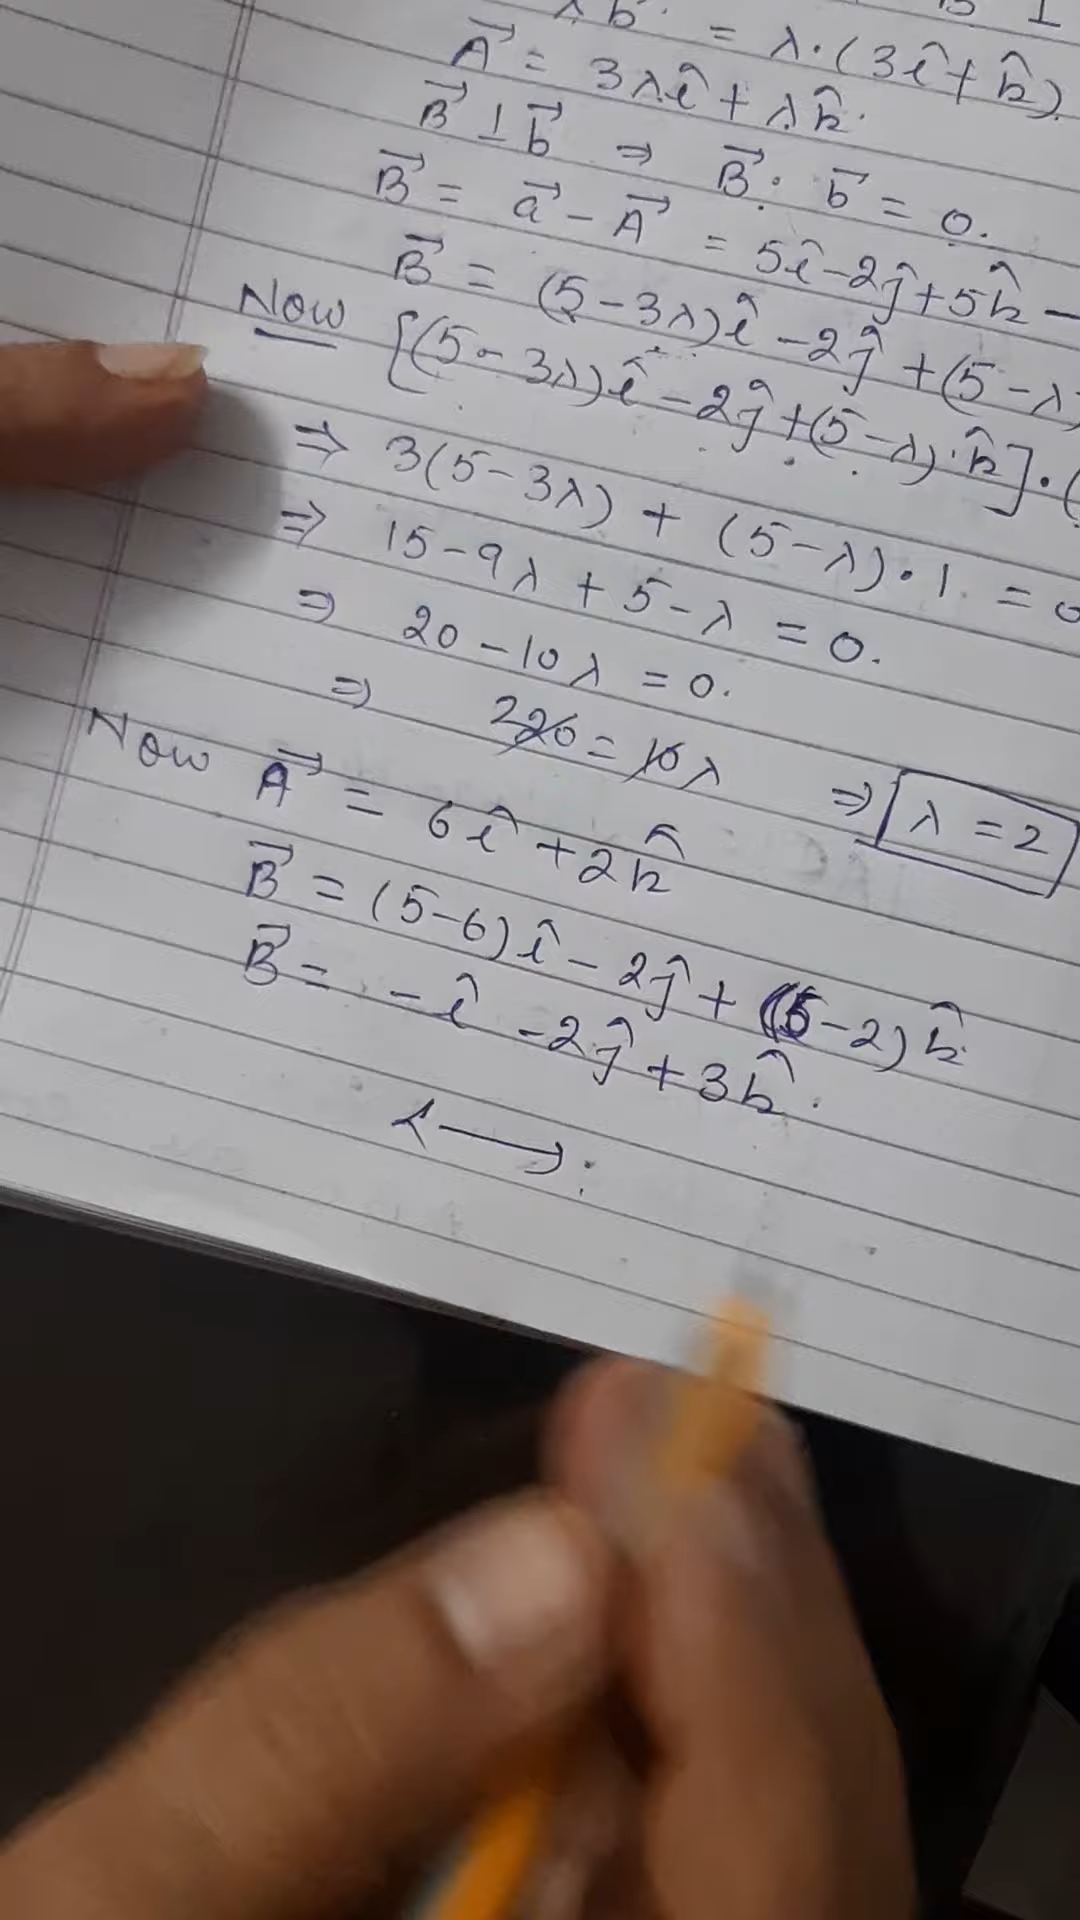 λb⃗ = λ·(3î+k̂)
A⃗ = 3λî + λk̂.
B⃗ ⊥ b⃗ ⇒ B⃗ · b⃗ = 0.
B⃗ = a⃗ - A⃗ = 5î-2ĵ+5k̂ -
B⃗ = (5-3λ)î -2ĵ +(5-λ)
Now [(5-3λ)î -2ĵ+(5-λ)·k̂]·(
⇒ 3(5-3λ) + (5-λ)·1 = 0
⇒ 15-9λ + 5-λ = 0.
⇒ 20-10λ = 0.
⇒ 2 20 = 10λ ⇒ λ = 2
Now A⃗ = 6î +2k̂
B⃗ = (5-6)î - 2ĵ + (5-2)k̂
B⃗ = -î -2ĵ +3k̂.